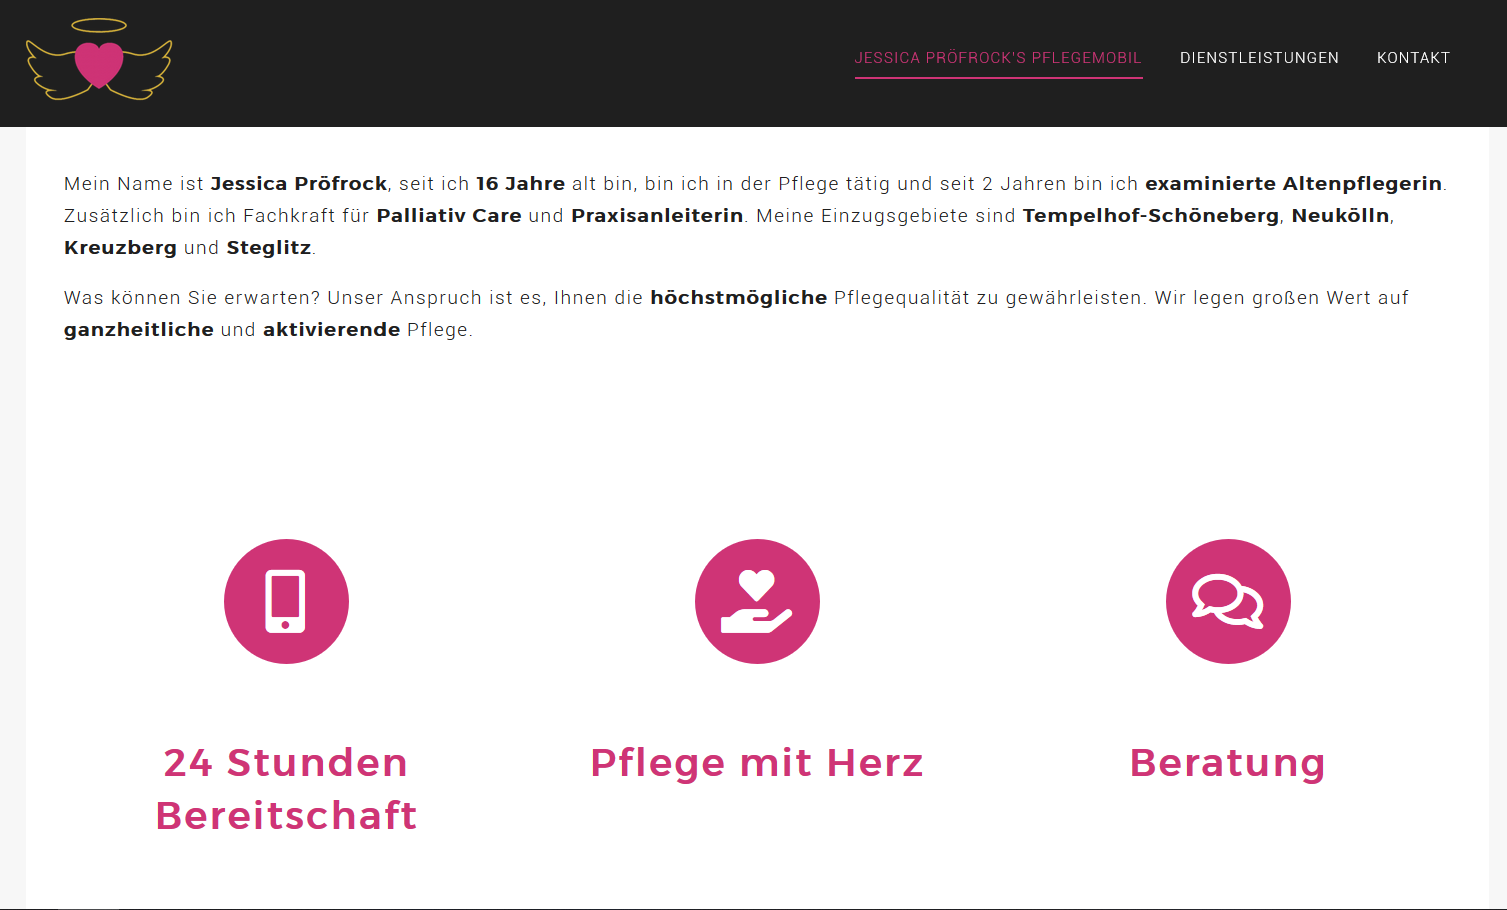 JESSICA PRÖFROCK'S PFLEGEMOBIL DIENSTLEISTUNGEN KONTAKT
Mein Name ist Jessica Pröfrock, seit ich 16 Jahre alt bin, bin ich in der Pflege tätig und seit 2 Jahren bin ich examinierte Altenpflegerin.
Zusätzlich bin ich Fachkraft für Palliativ Care und Praxisanleiterin. Meine Einzugsgebiete sind Tempelhof-Schöneberg, Neukölln,
Kreuzberg und Steglitz.
Was können Sie erwarten? Unser Anspruch ist es, Ihnen die höchstmögliche Pflegequalität zu gewährleisten. Wir legen großen Wert auf
ganzheitliche und aktivierende Pflege.
24 Stunden
Bereitschaft
Pflege mit Herz
Beratung